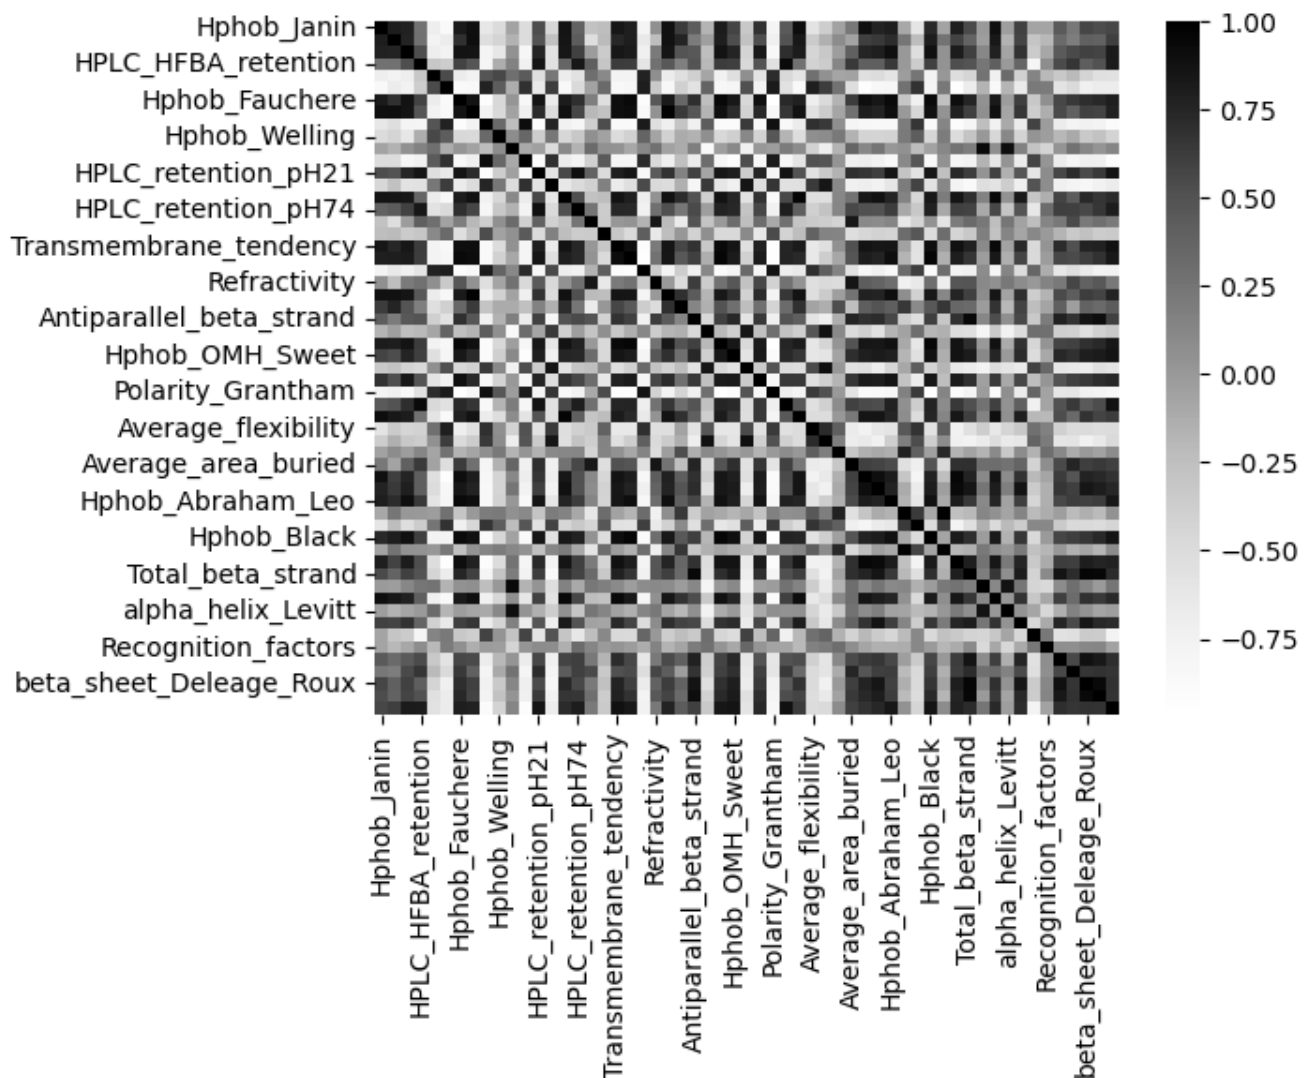 Hphob_Janin
HPLC_HFBA_retention
Hphob_Fauchere
Hphob_Welling
HPLC_retention_pH21
HPLC_retention_pH74
Transmembrane_tendency
Refractivity
Antiparallel_beta_strand
Hphob_OMH_Sweet
Polarity_Grantham
Average_flexibility
Average_area_buried
Hphob_Abraham_Leo
Hphob_Black
Total_beta_strand
alpha_helix_Levitt
Recognition_factors
beta_sheet_Deleage_Roux
Hphob_Janin
HPLC_HFBA_retention
Hphob_Fauchere
Hphob_Welling
HPLC_retention_pH21
HPLC_retention_pH74
Transmembrane_tendency
Refractivity
Antiparallel_beta_strand
Hphob_OMH_Sweet
Polarity_Grantham
Average_flexibility
Average_area_buried
Hphob_Abraham_Leo
Hphob_Black
Total_beta_strand
alpha_helix_Levitt
Recognition_factors
beta_sheet_Deleage_Roux
1.00
0.75
0.50
0.25
0.00
−0.25
−0.50
−0.75